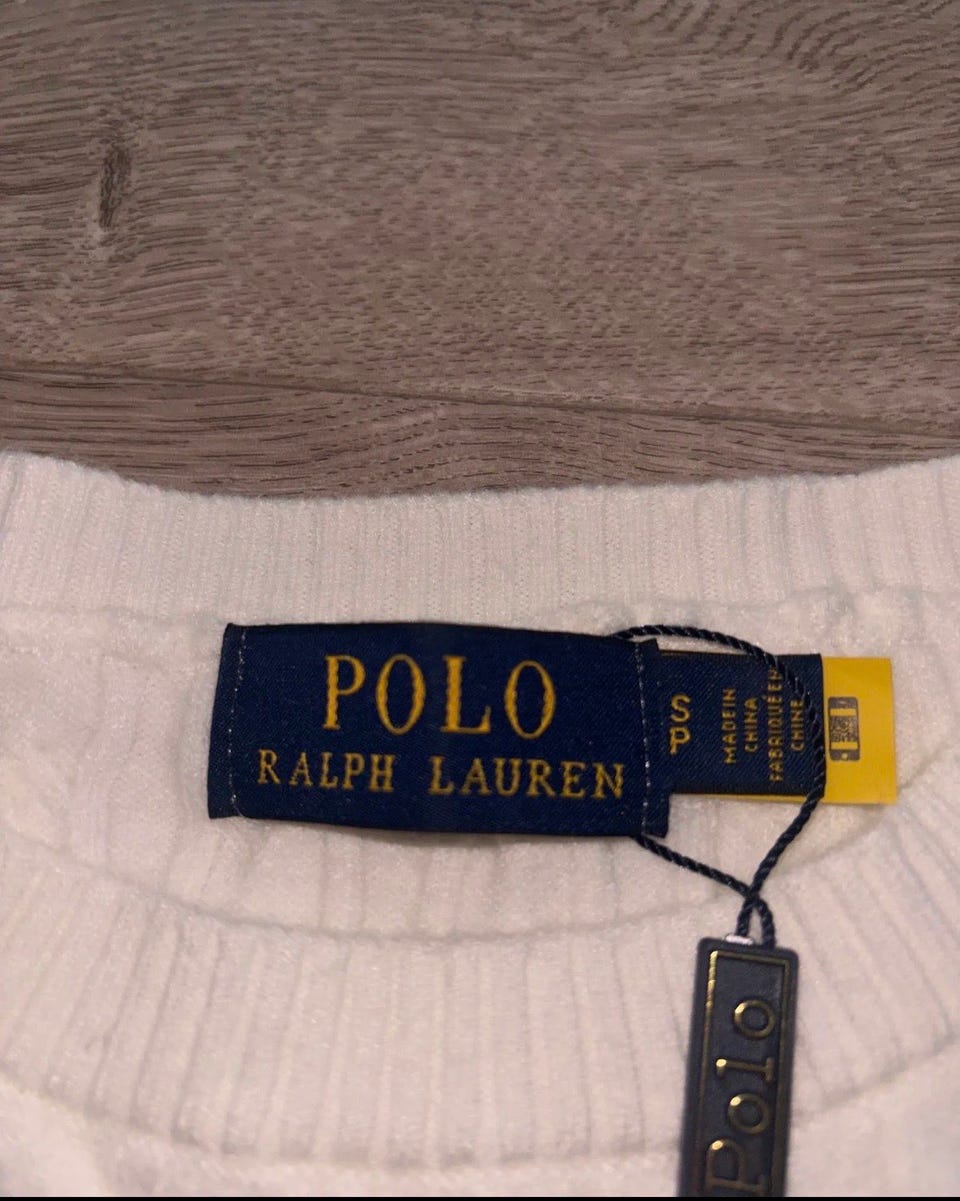 POLO
RALPH LAUREN
S
P
MADE IN
CHINA
FABRIQUÉ EN
CHINE
Polo